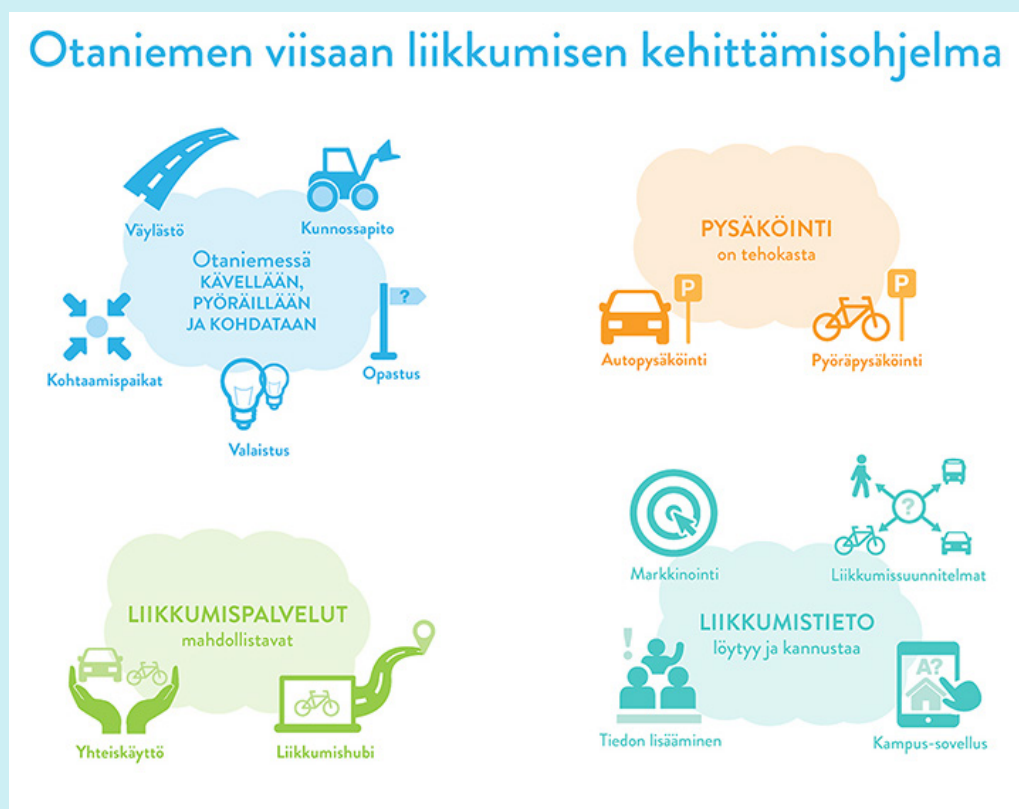 Otaniemen viisaan liikkumisen kehittämisohjelma
Väylästö
Kunnossapito
Otaniemessä
KÄVELLÄÄN,
PYÖRÄILLÄÄN
JA KOHDATAAN
?
Kohtaamispaikat
Opastus
Valaistus
PYSÄKÖINTI
on tehokasta
P
P
Autopysäköinti
Pyöräpysäköinti
LIIKKUMISPALVELUT
mahdollistavat
Yhteiskäyttö
Liikkumishubi
?
Markkinointi
Liikkumissuunnitelmat
LIIKKUMISTIETO
löytyy ja kannustaa
!
A?
Tiedon lisääminen
Kampus-sovellus